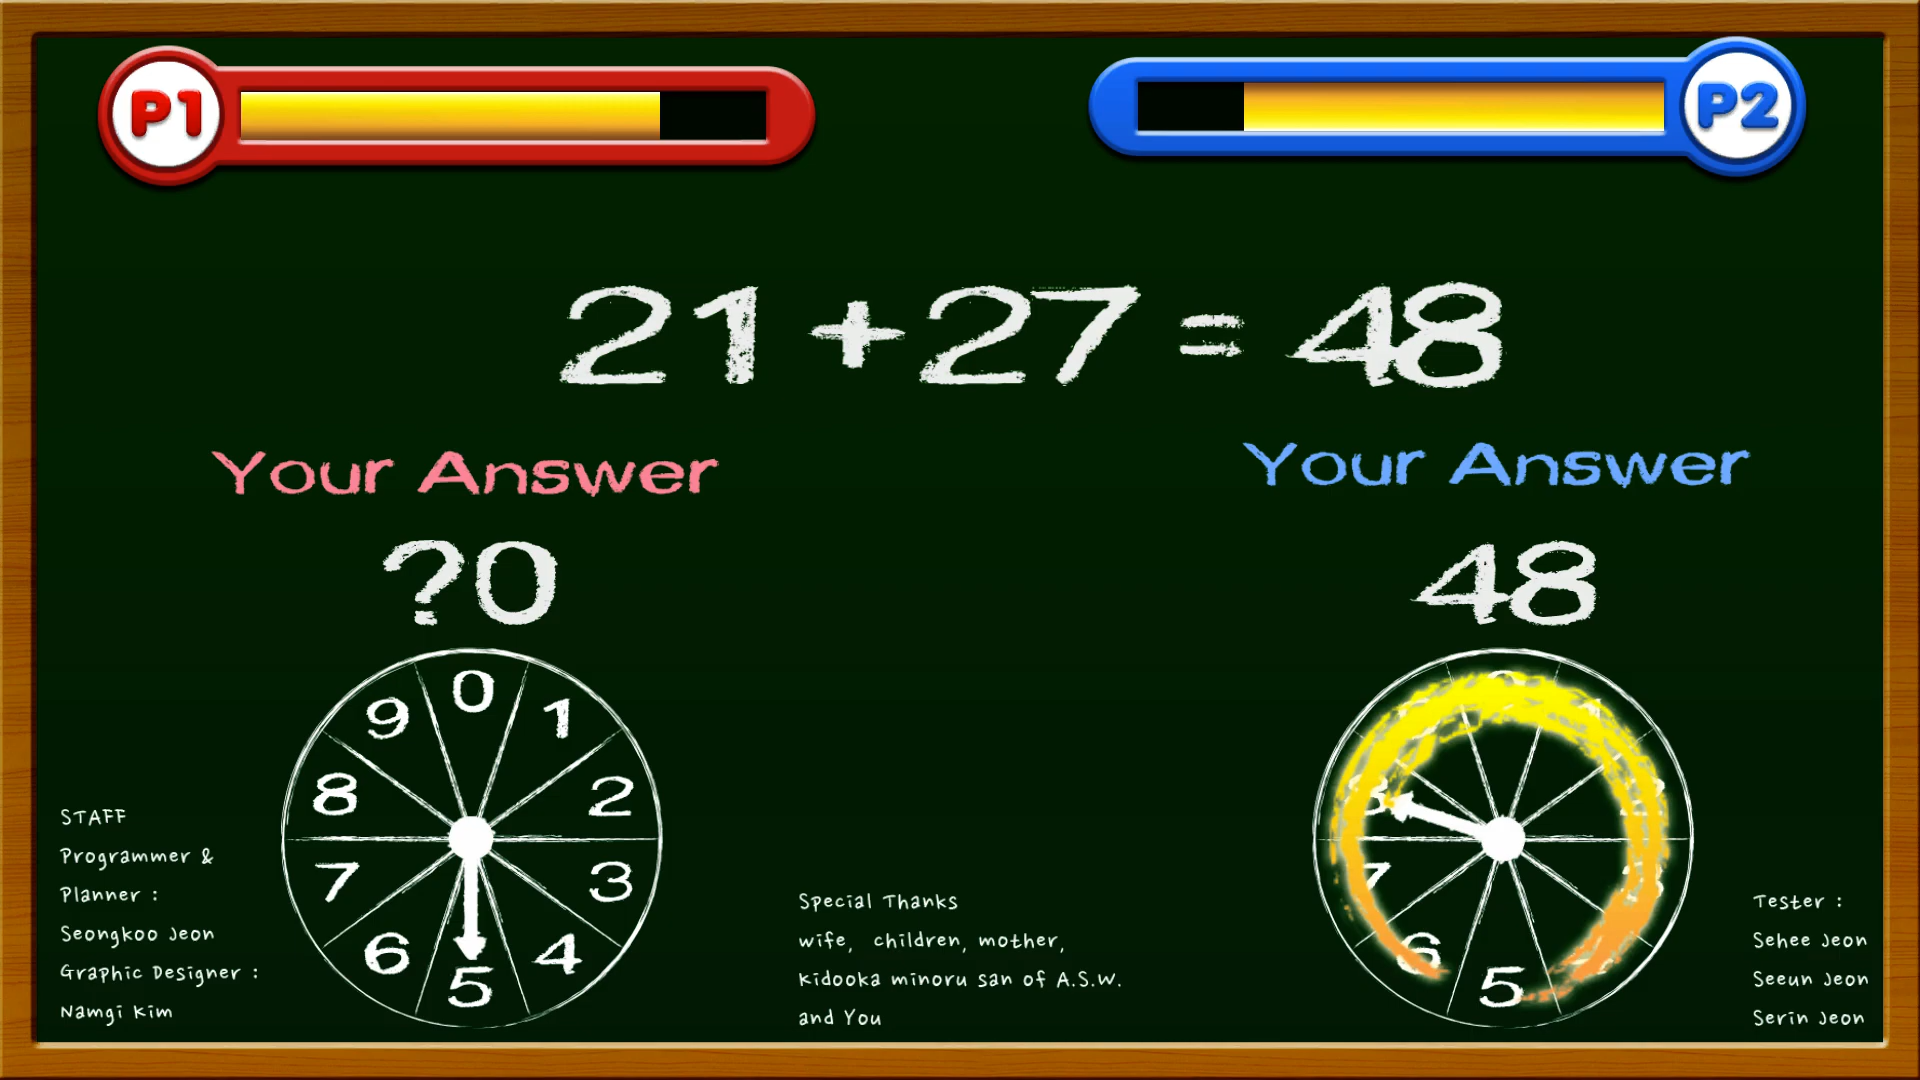 P1
P2
21+27=48
Your Answer
Your Answer
?0
48
0
1
2
3
4
5
6
7
8
9
7
6
5
STAFF
Programmer &
Planner :
Seongkoo Jeon
Graphic Designer :
Namgi Kim
Special Thanks
wife, children, mother,
kidooka minoru san of A.S.W.
and You
Tester :
Sehee Jeon
Seeun Jeon
Serin Jeon